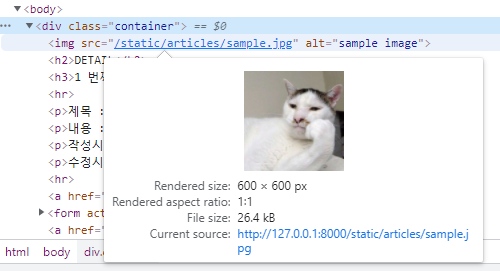 ▼<body>
▼<div class="container"> == $0
<img src="/static/articles/sample.jpg" alt="sample image">
<h2>DETAIL
<h3>1 번째
<hr>
<p>제목 :
<p>내용 :
<p>작성시
<p>수정시
<hr>
<a href="
▶<form act
<a href="
Rendered size: 600 × 600 px
Rendered aspect ratio: 1:1
File size: 26.4 kB
Current source: http://127.0.0.1:8000/static/articles/sample.j
pg
html body div.